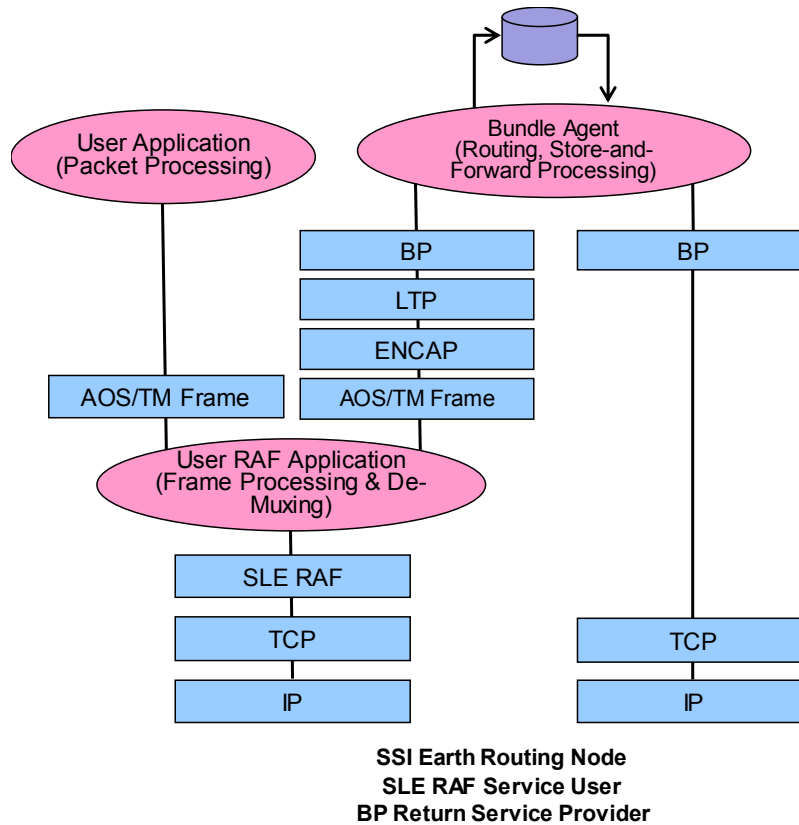 User Application
(Packet Processing)
Bundle Agent
(Routing, Store-and-
Forward Processing)
BP
BP
LTP
ENCAP
AOS/TM Frame
AOS/TM Frame
User RAF Application
(Frame Processing & De-
Muxing)
SLE RAF
TCP
TCP
IP
IP
SSI Earth Routing Node
SLE RAF Service User
BP Return Service Provider